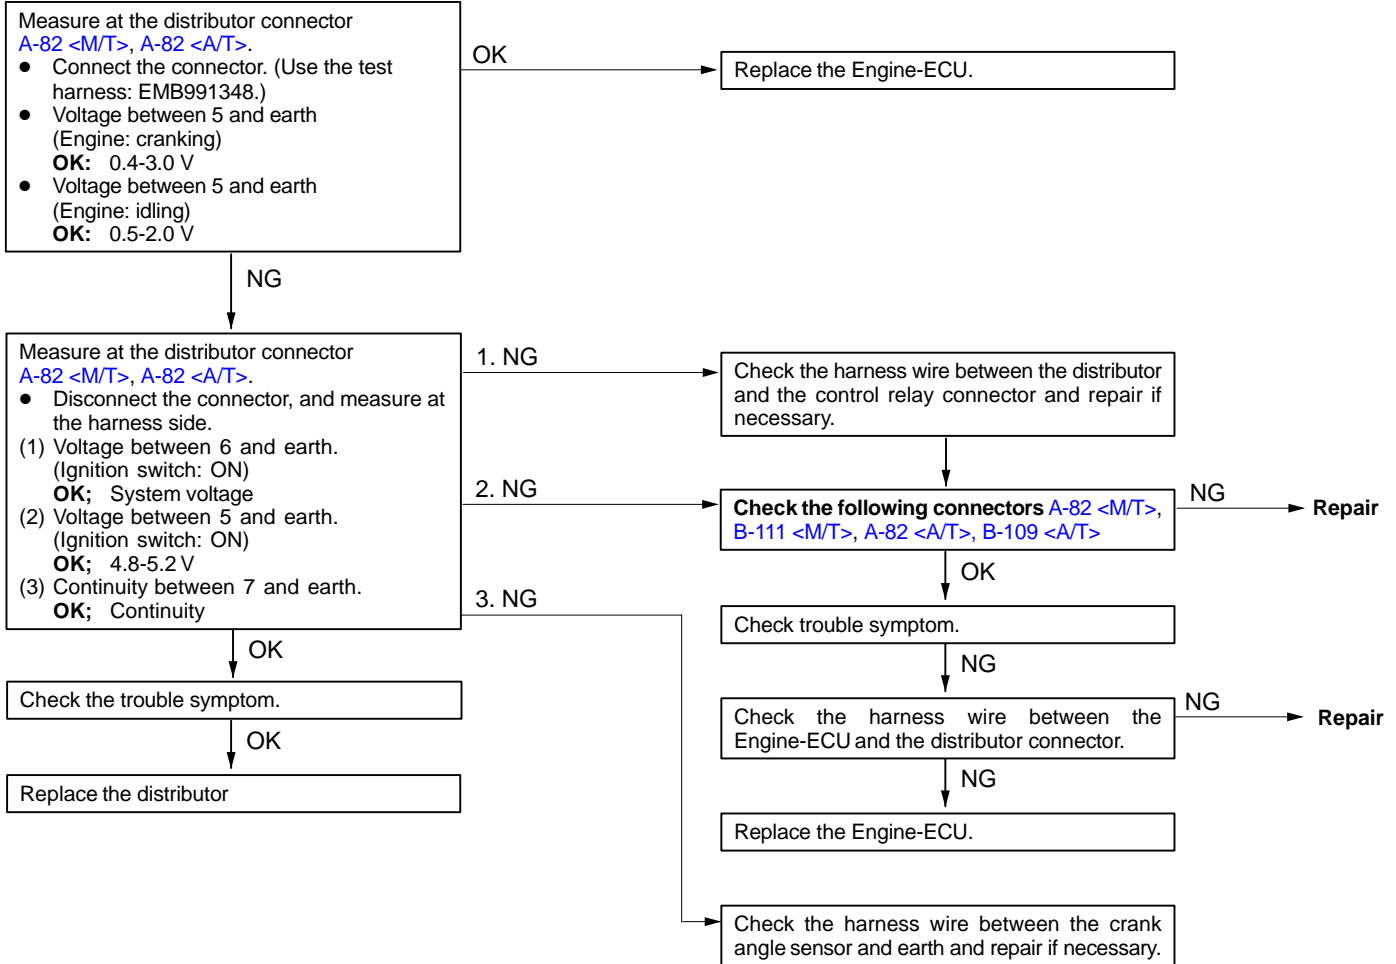 Measure at the distributor connector
A-82 <M/T>, A-82 <A/T>.
● Connect the connector. (Use the test
harness: EMB991348.)
● Voltage between 5 and earth
(Engine: cranking)
OK: 0.4-3.0 V
● Voltage between 5 and earth
(Engine: idling)
OK: 0.5-2.0 V
OK
Replace the Engine-ECU.
NG
Measure at the distributor connector
A-82 <M/T>, A-82 <A/T>.
● Disconnect the connector, and measure at
the harness side.
(1) Voltage between 6 and earth.
(Ignition switch: ON)
OK; System voltage
(2) Voltage between 5 and earth.
(Ignition switch: ON)
OK; 4.8-5.2 V
(3) Continuity between 7 and earth.
OK; Continuity
1. NG
Check the harness wire between the distributor
and the control relay connector and repair if
necessary.
2. NG
Check the following connectors A-82 <M/T>,
B-111 <M/T>, A-82 <A/T>, B-109 <A/T>
NG
Repair
OK
3. NG
Check trouble symptom.
OK
NG
Check the trouble symptom.
Check the harness wire between the
Engine-ECU and the distributor connector.
NG
Repair
OK
NG
Replace the distributor
Replace the Engine-ECU.
Check the harness wire between the crank
angle sensor and earth and repair if necessary.